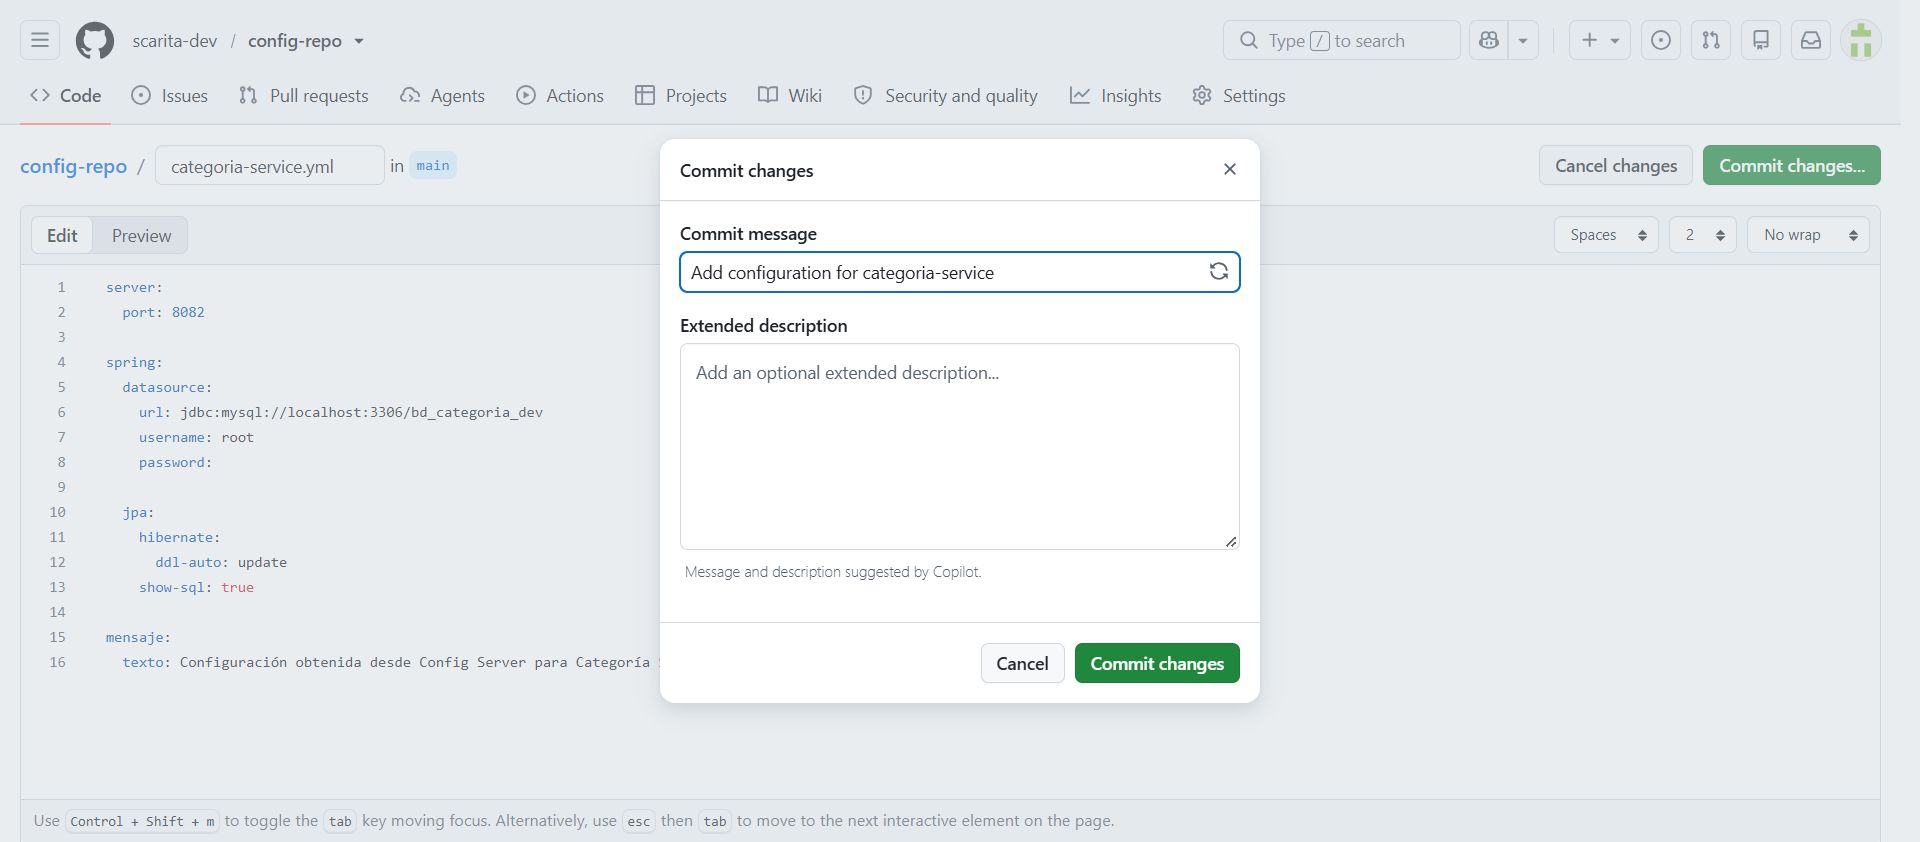 scarita-dev / config-repo
Type / to search
Code Issues Pull requests Agents Actions Projects Wiki Security and quality Insights Settings
config-repo / categoria-service.yml in main
Cancel changes Commit changes...
Edit Preview
Spaces 2 No wrap
1 server:
2 port: 8082
3
4 spring:
5 datasource:
6 url: jdbc:mysql://localhost:3306/bd_categoria_dev
7 username: root
8 password:
9
10 jpa:
11 hibernate:
12 ddl-auto: update
13 show-sql: true
14
15 mensaje:
16 texto: Configuración obtenida desde Config Server para Categoría
Commit changes
Commit message
Add configuration for categoria-service
Extended description
Add an optional extended description...
Message and description suggested by Copilot.
Cancel Commit changes
Use Control + Shift + m to toggle the tab key moving focus. Alternatively, use esc then tab to move to the next interactive element on the page.